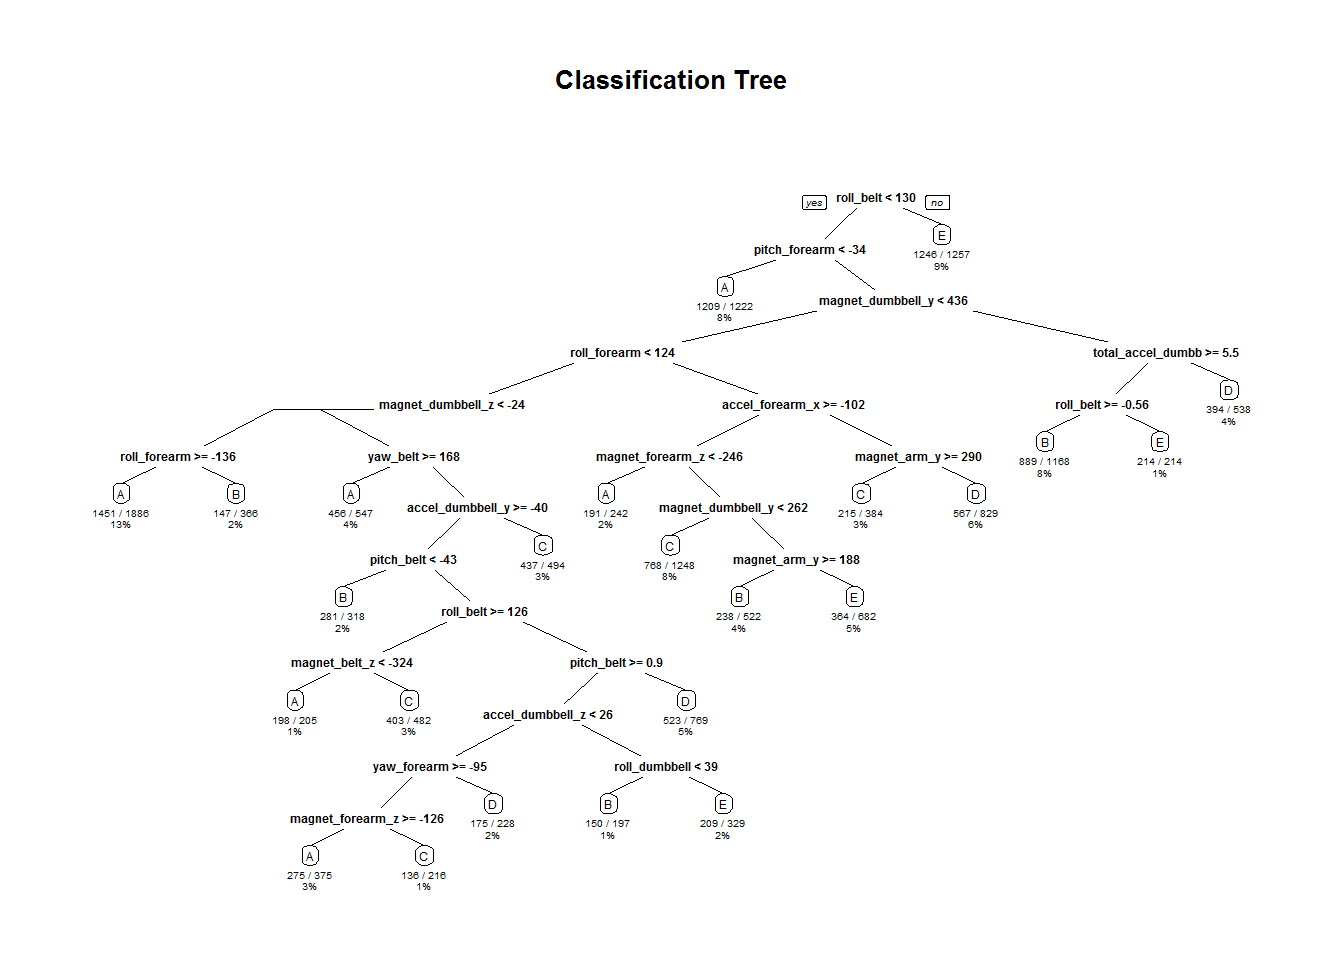 Classification Tree
yes
roll_belt < 130
no
E
1246 / 1257
9%
pitch_forearm < -34
A
1209 / 1222
8%
magnet_dumbbell_y < 436
roll_forearm < 124
total_accel_dumbb >= 5.5
D
394 / 538
4%
magnet_dumbbell_z < -24
accel_forearm_x >= -102
roll_belt >= -0.56
B
889 / 1168
8%
E
214 / 214
1%
roll_forearm >= -136
yaw_belt >= 168
magnet_forearm_z < -246
magnet_arm_y >= 290
A
1451 / 1886
13%
B
147 / 366
2%
A
456 / 547
4%
A
191 / 242
2%
C
215 / 384
3%
D
567 / 829
6%
accel_dumbbell_y >= -40
magnet_dumbbell_y < 262
C
437 / 494
3%
C
768 / 1248
8%
pitch_belt < -43
magnet_arm_y >= 188
B
281 / 318
2%
B
238 / 522
4%
E
364 / 682
5%
roll_belt >= 126
magnet_belt_z < -324
pitch_belt >= 0.9
A
198 / 205
1%
C
403 / 482
3%
D
523 / 769
5%
accel_dumbbell_z < 26
yaw_forearm >= -95
roll_dumbbell < 39
D
175 / 228
2%
B
150 / 197
1%
E
209 / 329
2%
magnet_forearm_z >= -126
A
275 / 375
3%
C
136 / 216
1%